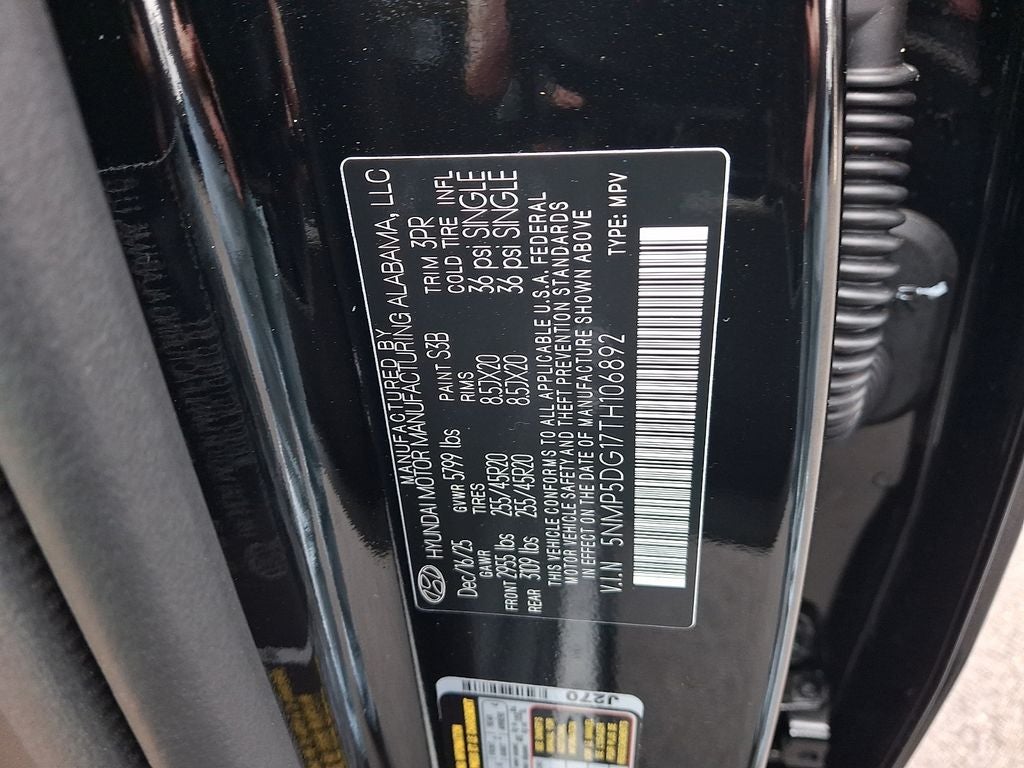 MANUFACTURED BY
HYUNDAI MOTOR MANUFACTURING ALABAMA, LLC
Dec/16/25 GVWR 5799 lbs PAINT S3B TRIM 3PR
GAWR TIRES RIMS COLD TIRE INFL
FRONT 2955 lbs 255/45R20 8.5JX20 36 psi SINGLE
REAR 3109 lbs 255/45R20 8.5JX20 36 psi SINGLE
THIS VEHICLE CONFORMS TO ALL APPLICABLE U.S.A. FEDERAL
MOTOR VEHICLE SAFETY AND THEFT PREVENTION STANDARDS
IN EFFECT ON THE DATE OF MANUFACTURE SHOWN ABOVE
V.I.N 5NMP5DG17TH106892 TYPE: MPV
J270